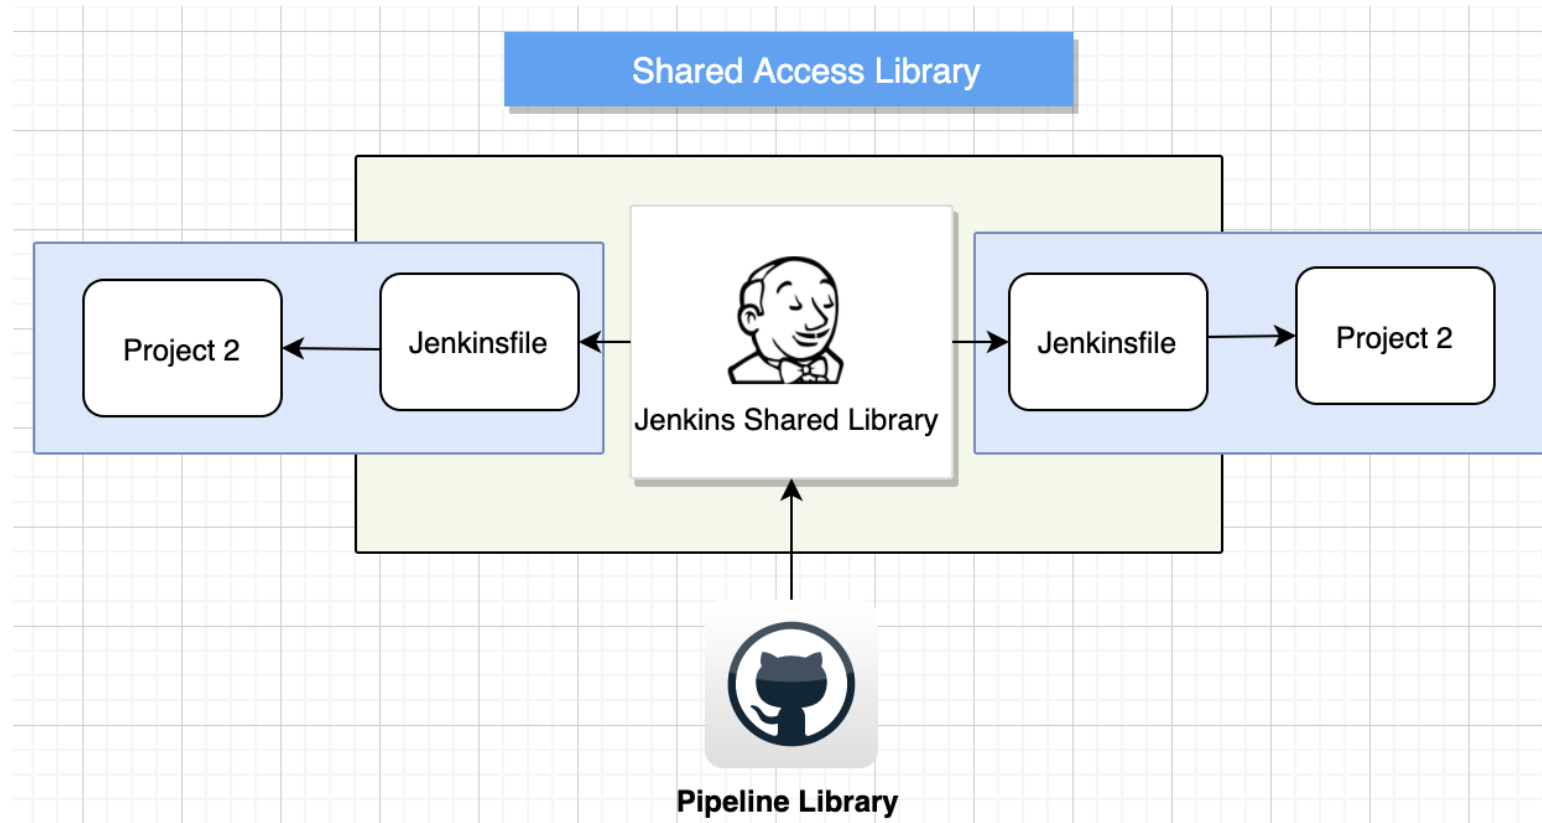 Shared Access Library
Project 2
Jenkinsfile
Jenkins Shared Library
Jenkinsfile
Project 2
Pipeline Library